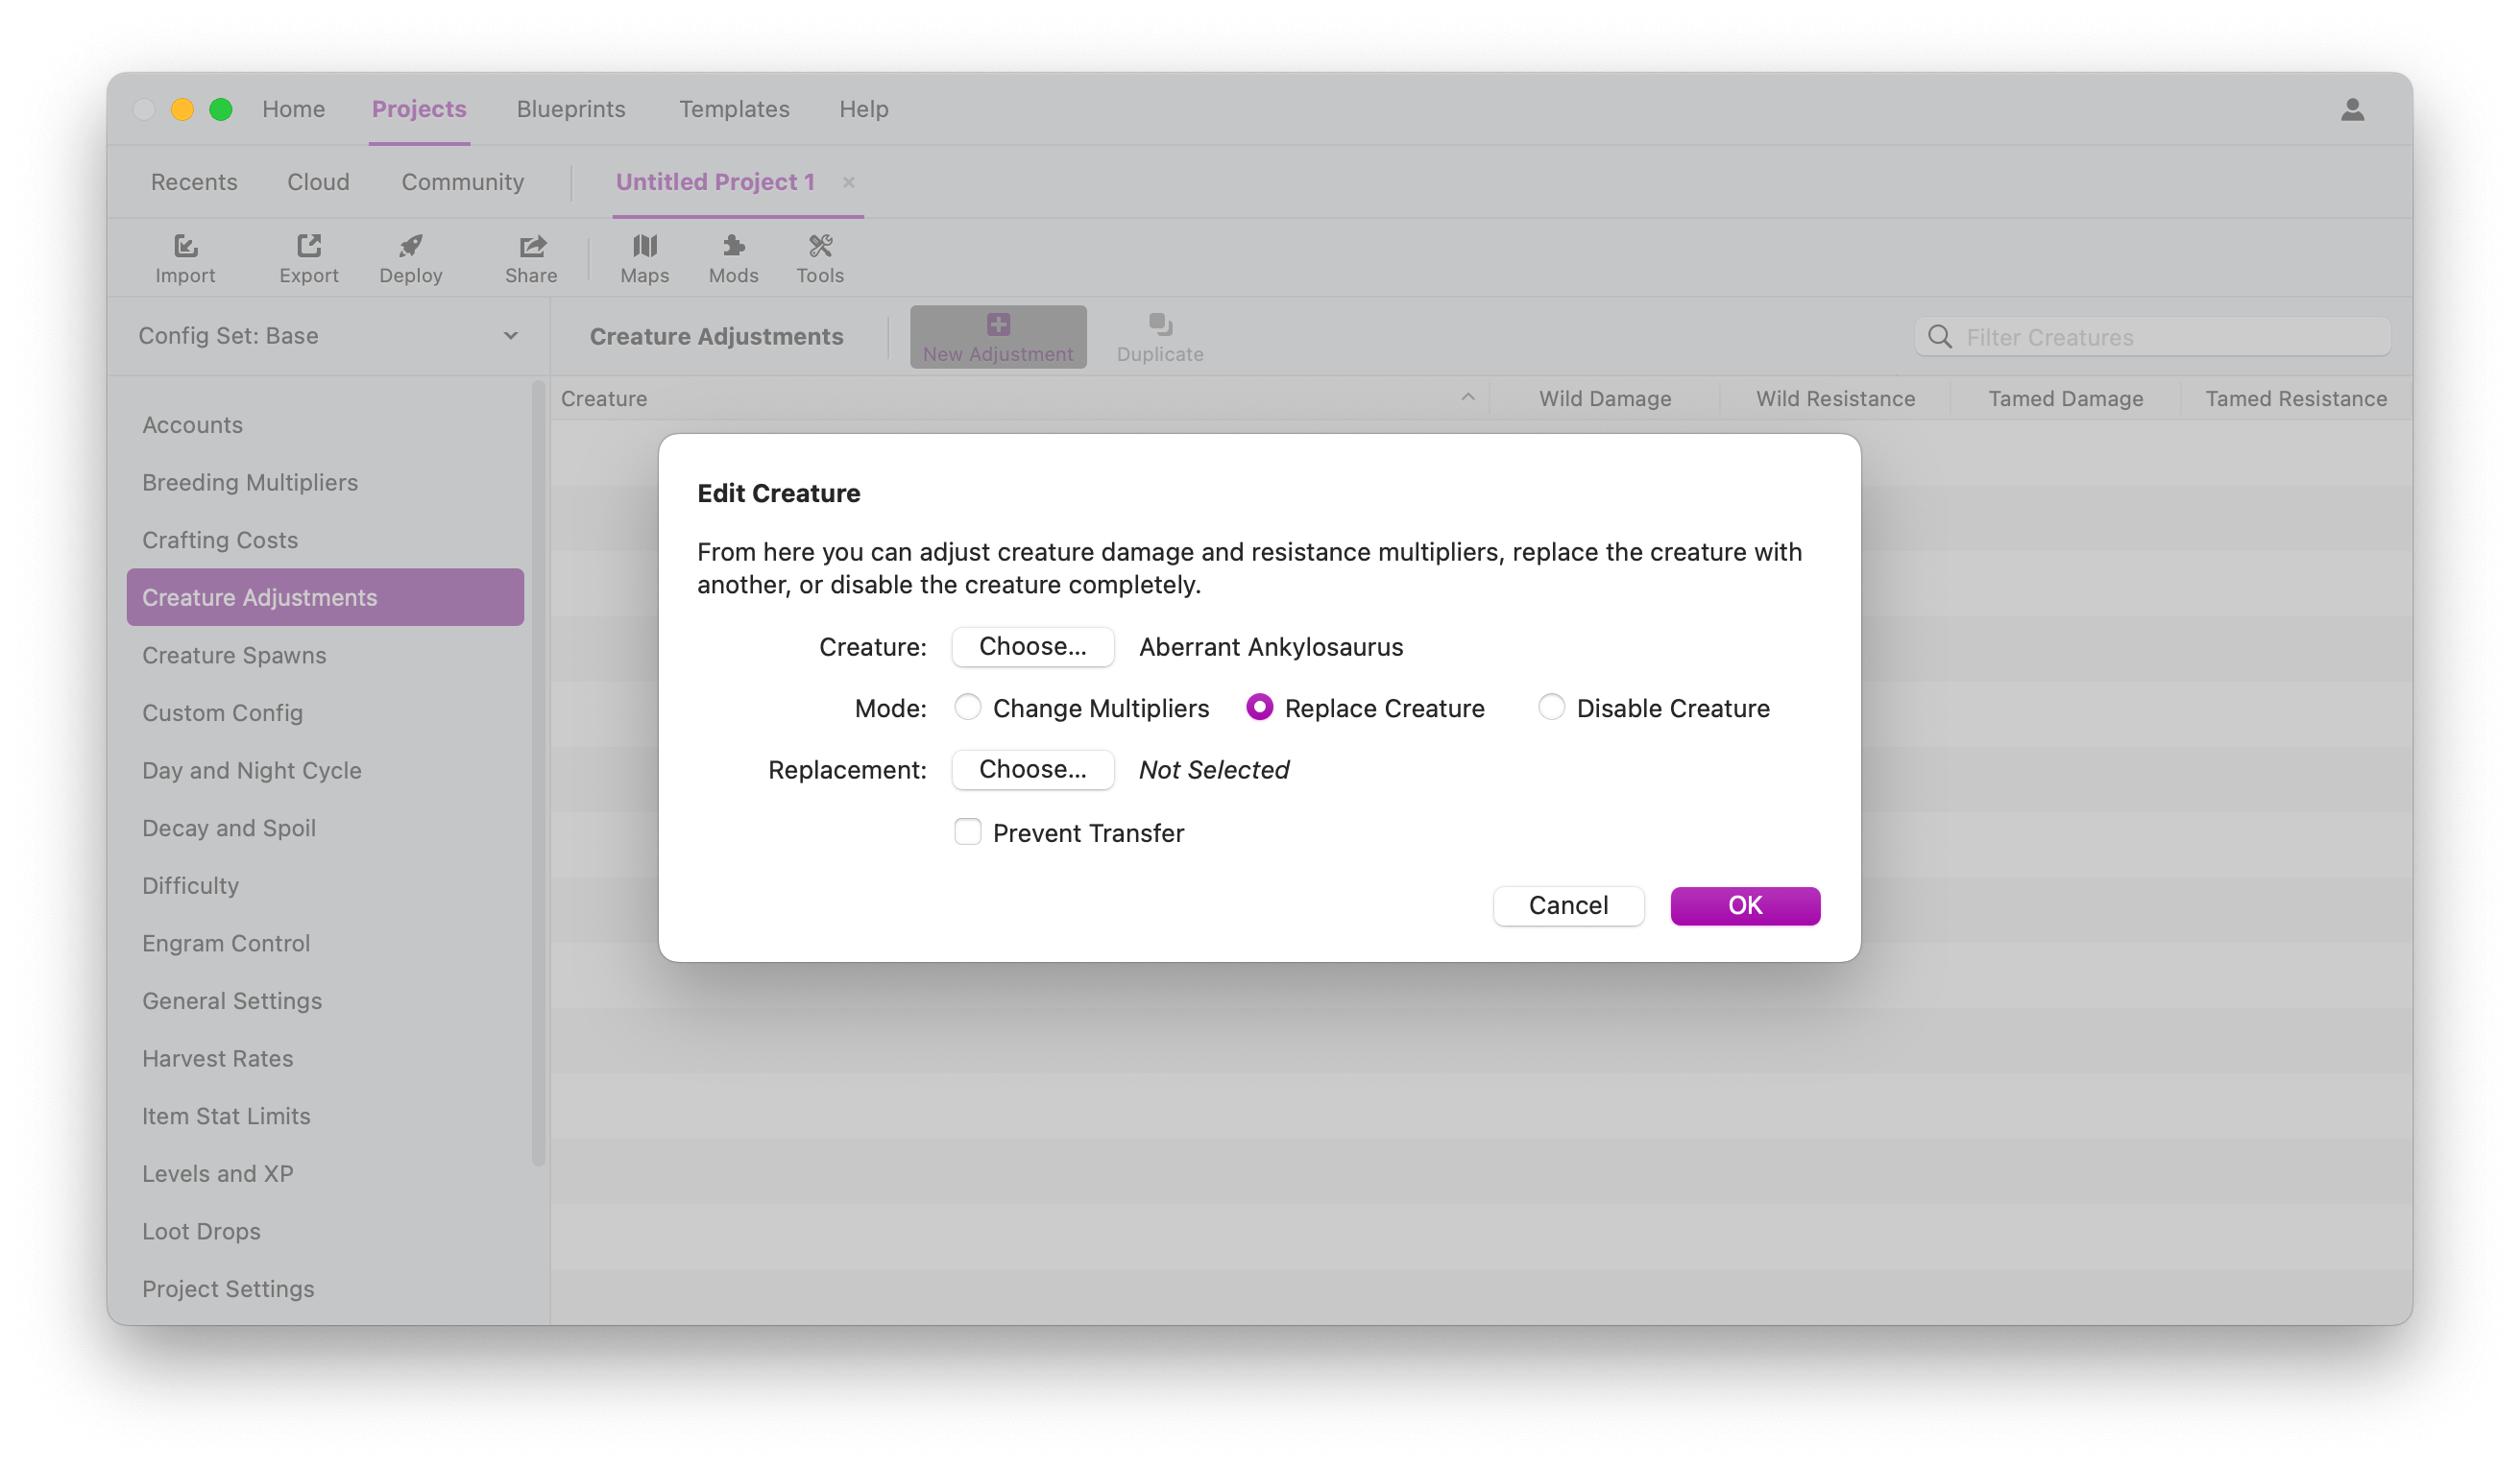 Home Projects Blueprints Templates Help
Recents Cloud Community Untitled Project 1
Import Export Deploy Share Maps Mods Tools
Config Set: Base
Creature Adjustments New Adjustment Duplicate Filter Creatures
Creature Wild Damage Wild Resistance Tamed Damage Tamed Resistance
Accounts
Breeding Multipliers
Crafting Costs
Creature Adjustments
Creature Spawns
Custom Config
Day and Night Cycle
Decay and Spoil
Difficulty
Engram Control
General Settings
Harvest Rates
Item Stat Limits
Levels and XP
Loot Drops
Project Settings
Edit Creature
From here you can adjust creature damage and resistance multipliers, replace the creature with
another, or disable the creature completely.
Creature: Choose... Aberrant Ankylosaurus
Mode: Change Multipliers Replace Creature Disable Creature
Replacement: Choose... Not Selected
Prevent Transfer
Cancel OK